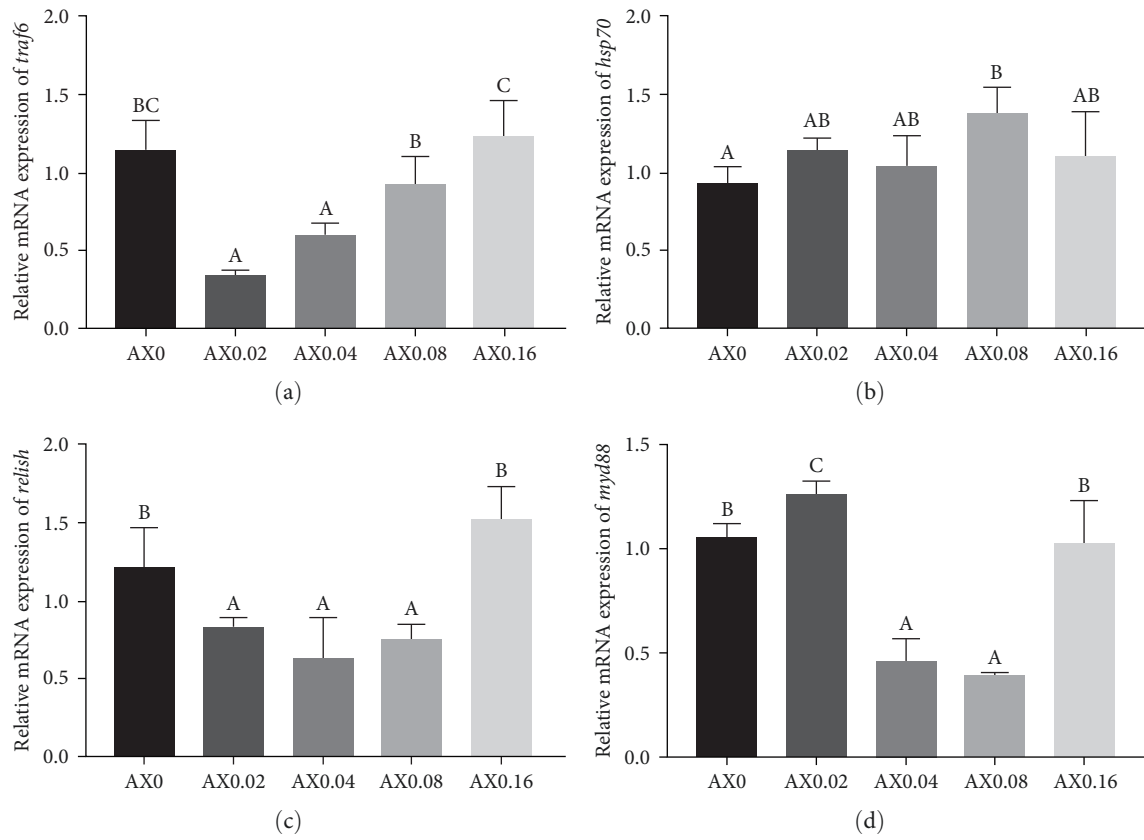 Relative mRNA expression of traf6
2.0
1.5
1.0
0.5
0.0
BC
A
A
B
C
AX0 AX0.02 AX0.04 AX0.08 AX0.16
(a)
Relative mRNA expression of hsp70
2.0
1.5
1.0
0.5
0.0
A
AB
AB
B
AB
AX0 AX0.02 AX0.04 AX0.08 AX0.16
(b)
Relative mRNA expression of relish
2.0
1.5
1.0
0.5
0.0
B
A
A
A
B
AX0 AX0.02 AX0.04 AX0.08 AX0.16
(c)
Relative mRNA expression of myd88
1.5
1.0
0.5
0.0
B
C
A
A
B
AX0 AX0.02 AX0.04 AX0.08 AX0.16
(d)